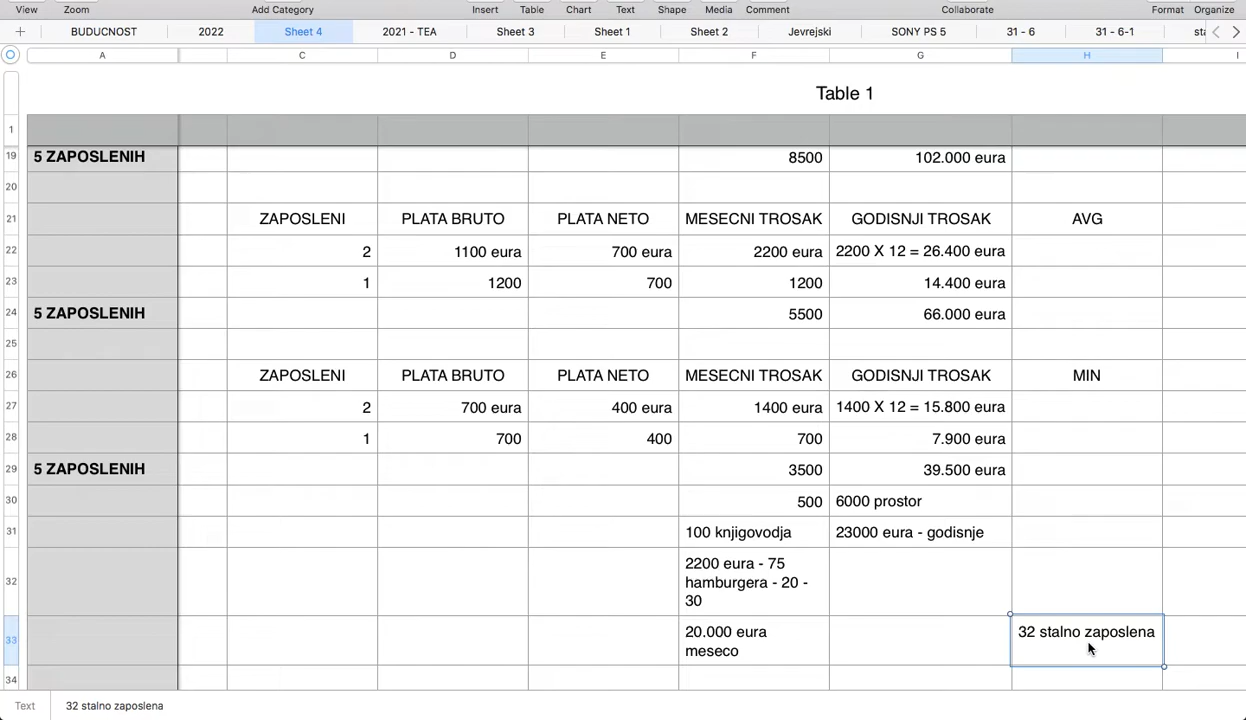 View Zoom Add Category Insert Table Chart Text Shape Media Comment Collaborate Format Organize
+ BUDUCNOST 2022 Sheet 4 2021 - TEA Sheet 3 Sheet 1 Sheet 2 Jevrejski SONY PS 5 31 - 6 31 - 6-1
A C D E F G H I
Table 1
1
19 5 ZAPOSLENIH 8500 102.000 eura
20
21 ZAPOSLENI PLATA BRUTO PLATA NETO MESECNI TROSAK GODISNJI TROSAK AVG
22 2 1100 eura 700 eura 2200 eura 2200 X 12 = 26.400 eura
23 1 1200 700 1200 14.400 eura
24 5 ZAPOSLENIH 5500 66.000 eura
25
26 ZAPOSLENI PLATA BRUTO PLATA NETO MESECNI TROSAK GODISNJI TROSAK MIN
27 2 700 eura 400 eura 1400 eura 1400 X 12 = 15.800 eura
28 1 700 400 700 7.900 eura
29 5 ZAPOSLENIH 3500 39.500 eura
30 500 6000 prostor
31 100 knjigovodja 23000 eura - godisnje
32 2200 eura - 75
hamburgera - 20 -
30
33 20.000 eura 32 stalno zaposlena
meseco
34
Text 32 stalno zaposlena